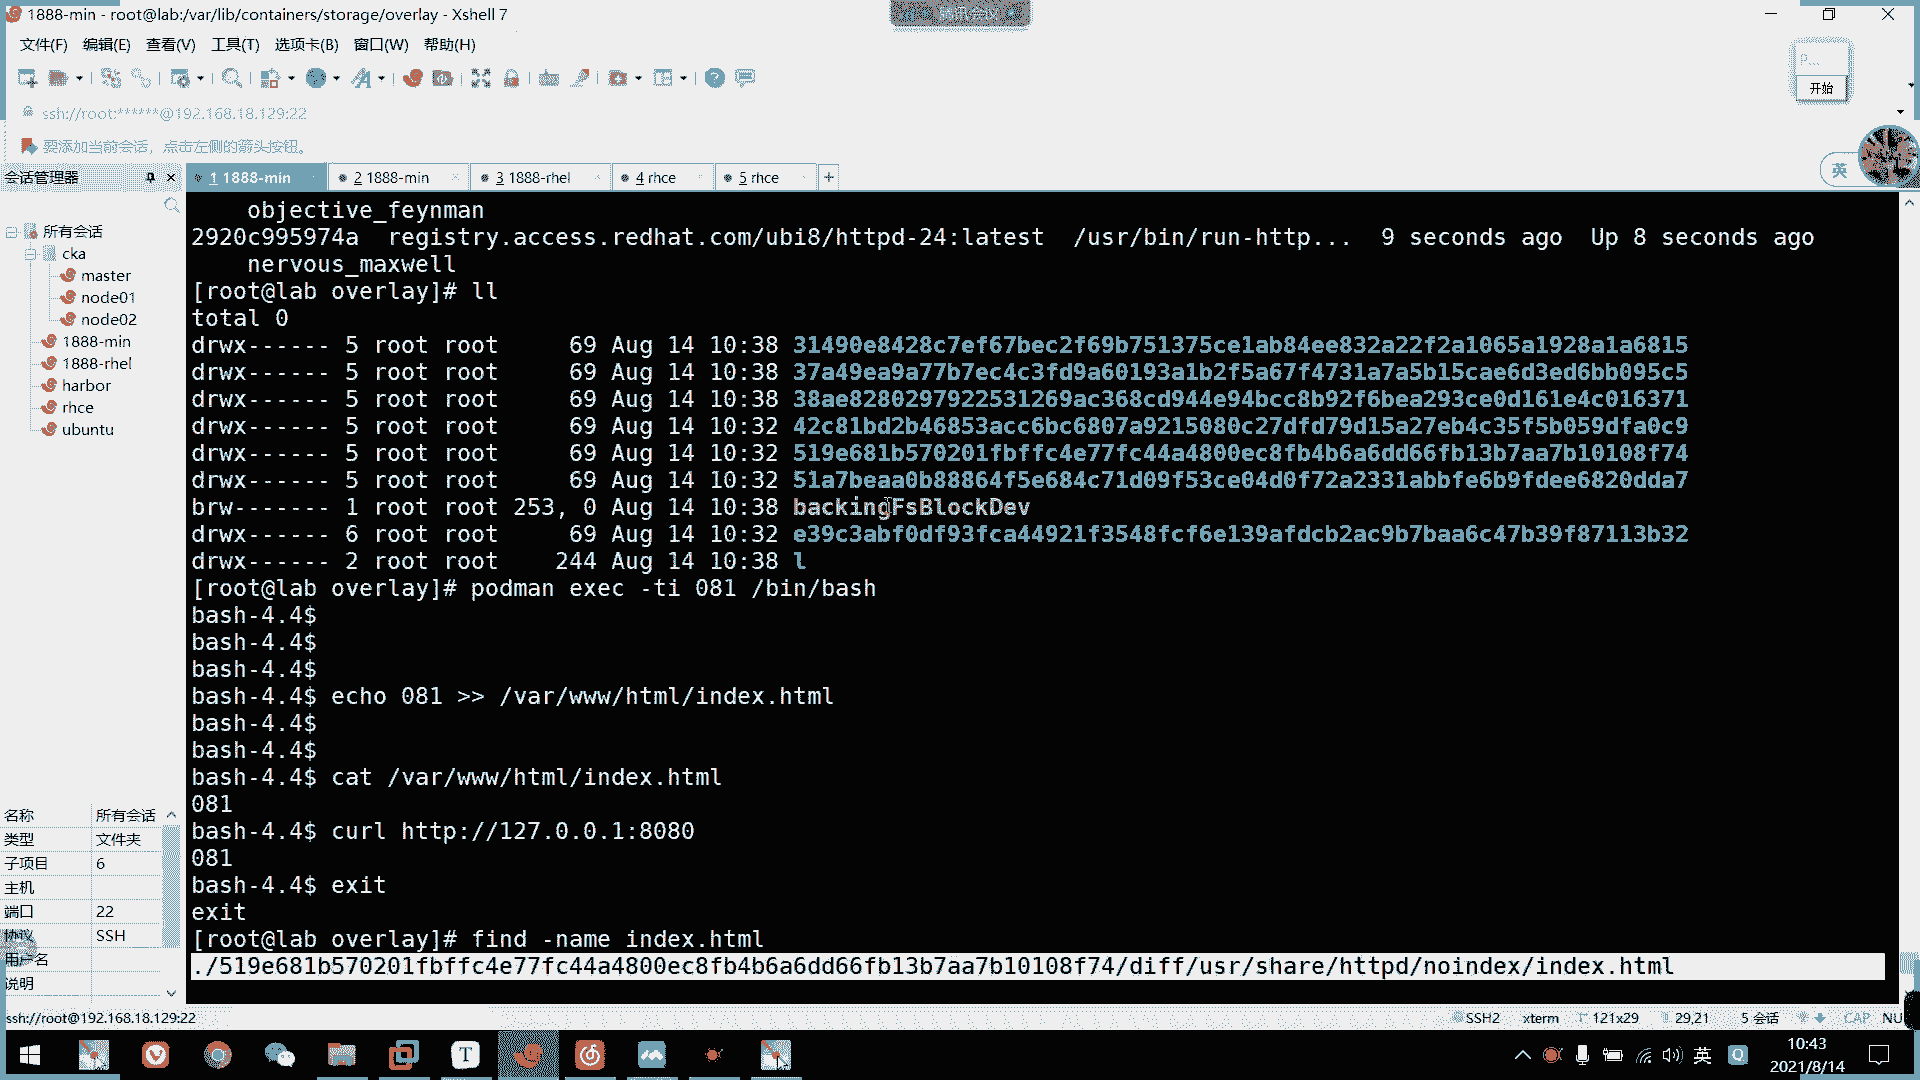 1888-min - root@lab:/var/lib/containers/storage/overlay - Xshell 7
文件(F) 编辑(E) 查看(V) 工具(T) 选项卡(B) 窗口(W) 帮助(H)
P...
开始
ssh://root:******@192.168.18.129:22
要添加当前会话，点击左侧的箭头按钮。
英
会话管理器
1 1888-min
2 1888-min
3 1888-rhel
4 rhce
5 rhce
所有会话
cka
master
node01
node02
1888-min
1888-rhel
harbor
rhce
ubuntu
objective_feynman
2920c995974a registry.access.redhat.com/ubi8/httpd-24:latest /usr/bin/run-http... 9 seconds ago Up 8 seconds ago
nervous_maxwell
[root@lab overlay]# ll
total 0
drwx------ 5 root root 69 Aug 14 10:38 31490e8428c7ef67bec2f69b751375ce1ab84ee832a22f2a1065a1928a1a6815
drwx------ 5 root root 69 Aug 14 10:38 37a49ea9a77b7ec4c3fd9a60193a1b2f5a67f4731a7a5b15cae6d3ed6bb095c5
drwx------ 5 root root 69 Aug 14 10:38 38ae8280297922531269ac368cd944e94bcc8b92f6bea293ce0d161e4c016371
drwx------ 5 root root 69 Aug 14 10:32 42c81bd2b46853acc6bc6807a9215080c27dfd79d15a27eb4c35f5b059dfa0c9
drwx------ 5 root root 69 Aug 14 10:32 519e681b570201fbffc4e77fc44a4800ec8fb4b6a6dd66fb13b7aa7b10108f74
drwx------ 5 root root 69 Aug 14 10:32 51a7beaa0b88864f5e684c71d09f53ce04d0f72a2331abbfe6b9fdee6820dda7
brw------- 1 root root 253, 0 Aug 14 10:38 backingFsBlockDev
drwx------ 6 root root 69 Aug 14 10:32 e39c3abf0df93fca44921f3548fcf6e139afdcb2ac9b7baa6c47b39f87113b32
drwx------ 2 root root 244 Aug 14 10:38 l
[root@lab overlay]# podman exec -ti 081 /bin/bash
bash-4.4$
bash-4.4$
bash-4.4$
bash-4.4$ echo 081 >> /var/www/html/index.html
bash-4.4$
bash-4.4$
bash-4.4$ cat /var/www/html/index.html
081
bash-4.4$ curl http://127.0.0.1:8080
081
bash-4.4$ exit
exit
[root@lab overlay]# find -name index.html
./519e681b570201fbffc4e77fc44a4800ec8fb4b6a6dd66fb13b7aa7b10108f74/diff/usr/share/httpd/noindex/index.html
名称 所有会话
类型 文件夹
子项目 6
主机
端口 22
协议 SSH
用户名
说明
ssh://root@192.168.18.129:22
SSH2 xterm 121x29 29,21 5 会话 CAP NU
英
10:43
2021/8/14